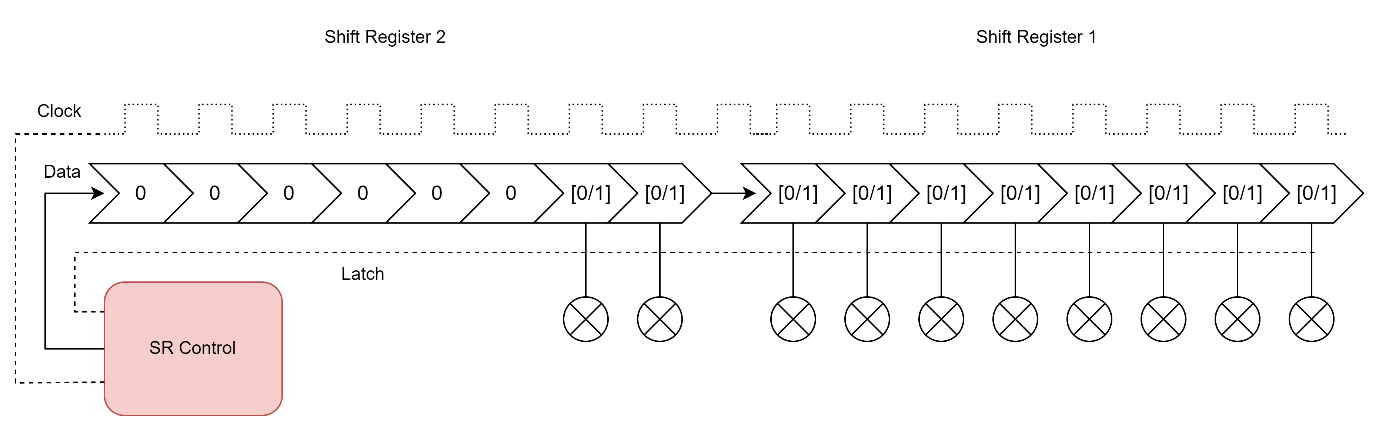 Shift Register 2 Shift Register 1
Clock
Data
0 0 0 0 0 0 [0/1] [0/1] [0/1] [0/1] [0/1] [0/1] [0/1] [0/1] [0/1] [0/1]
Latch
SR Control